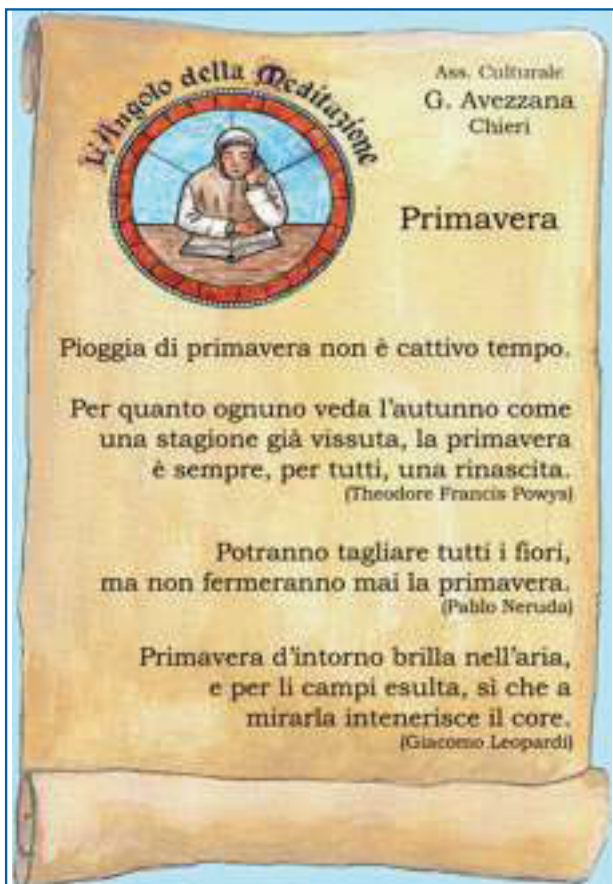 L'Angolo della Meditazione
Ass. Culturale
G. Avezzana
Chieri
Primavera
Pioggia di primavera non è cattivo tempo.
Per quanto ognuno veda l'autunno come
una stagione già vissuta, la primavera
è sempre, per tutti, una rinascita.
(Theodore Francis Powys)
Potranno tagliare tutti i fiori,
ma non fermeranno mai la primavera.
(Pablo Neruda)
Primavera d'intorno brilla nell'aria,
e per li campi esulta, sì che a
mirarla intenerisce il core.
(Giacomo Leopardi)